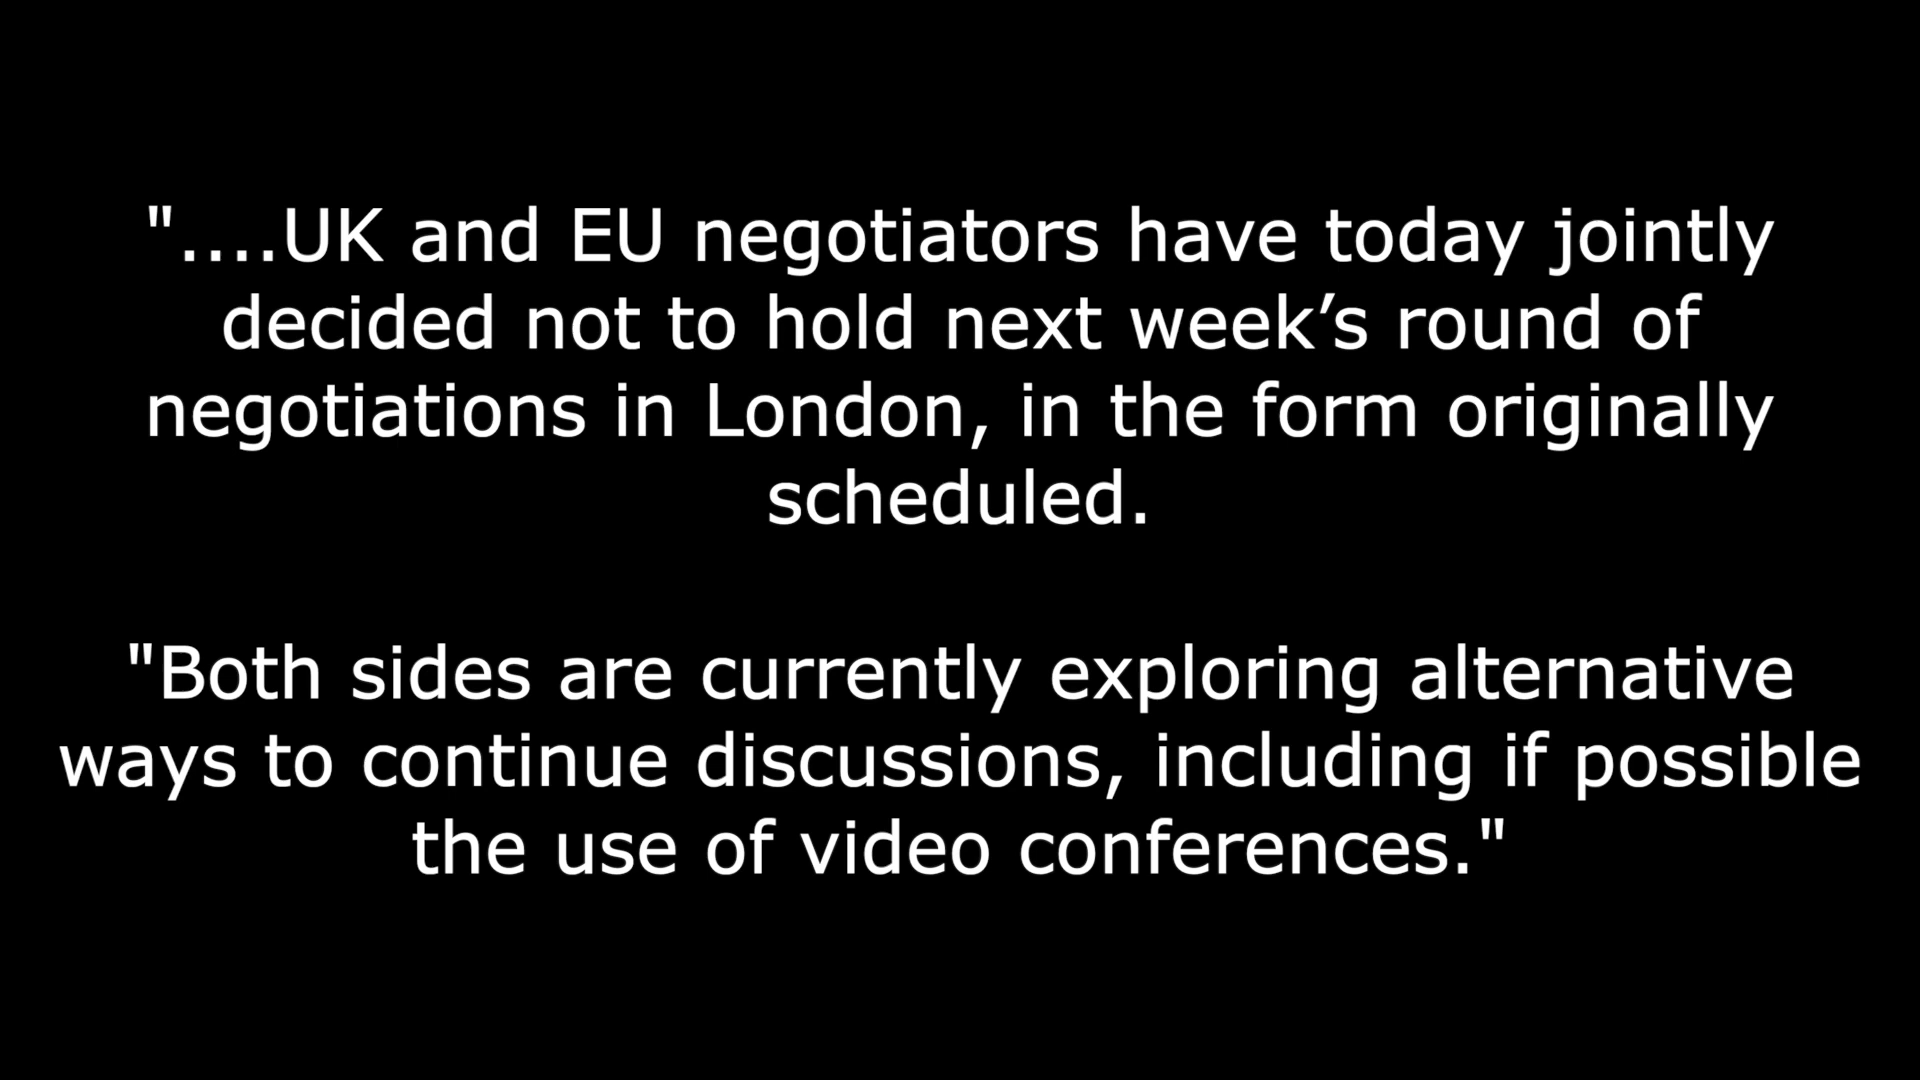 "....UK and EU negotiators have today jointly
decided not to hold next week’s round of
negotiations in London, in the form originally
scheduled.
"Both sides are currently exploring alternative
ways to continue discussions, including if possible
the use of video conferences."